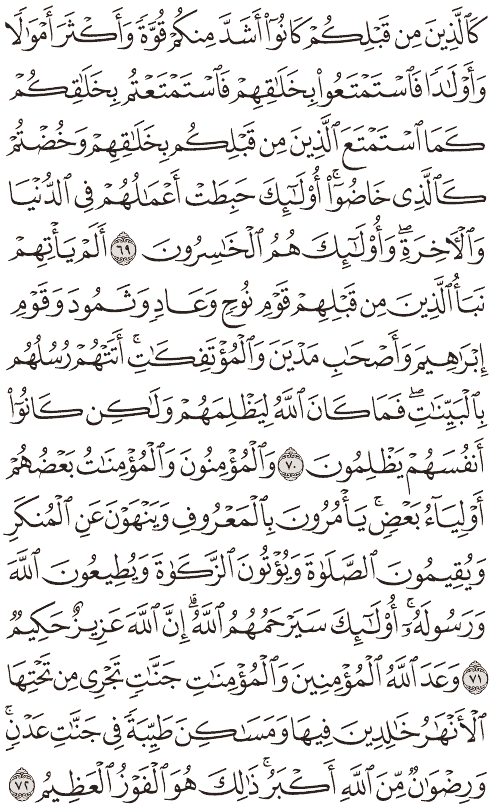 كَٱلَّذِينَ مِن قَبۡلِكُمۡ كَانُوٓاْ أَشَدَّ مِنكُمۡ قُوَّةٗ وَأَكۡثَرَ أَمۡوَٰلٗا
وَأَوۡلَٰدٗا فَٱسۡتَمۡتَعُواْ بِخَلَٰقِهِمۡ فَٱسۡتَمۡتَعۡتُم بِخَلَٰقِكُمۡ
كَمَا ٱسۡتَمۡتَعَ ٱلَّذِينَ مِن قَبۡلِكُم بِخَلَٰقِهِمۡ وَخُضۡتُمۡ
كَٱلَّذِي خَاضُوٓاْۚ أُوْلَٰٓئِكَ حَبِطَتۡ أَعۡمَٰلُهُمۡ فِي ٱلدُّنۡيَا
وَٱلۡأٓخِرَةِۖ وَأُوْلَٰٓئِكَ هُمُ ٱلۡخَٰسِرُونَ ٦٩ أَلَمۡ يَأۡتِهِمۡ
نَبَأُ ٱلَّذِينَ مِن قَبۡلِهِمۡ قَوۡمِ نُوحٖ وَعَادٖ وَثَمُودَ وَقَوۡمِ
إِبۡرَٰهِيمَ وَأَصۡحَٰبِ مَدۡيَنَ وَٱلۡمُؤۡتَفِكَٰتِۚ أَتَتۡهُمۡ رُسُلُهُم
بِٱلۡبَيِّنَٰتِۖ فَمَا كَانَ ٱللَّهُ لِيَظۡلِمَهُمۡ وَلَٰكِن كَانُوٓاْ
أَنفُسَهُمۡ يَظۡلِمُونَ ٧٠ وَٱلۡمُؤۡمِنُونَ وَٱلۡمُؤۡمِنَٰتُ بَعۡضُهُمۡ
أَوۡلِيَآءُ بَعۡضٖۚ يَأۡمُرُونَ بِٱلۡمَعۡرُوفِ وَيَنۡهَوۡنَ عَنِ ٱلۡمُنكَرِ
وَيُقِيمُونَ ٱلصَّلَوٰةَ وَيُؤۡتُونَ ٱلزَّكَوٰةَ وَيُطِيعُونَ ٱللَّهَ
وَرَسُولَهُۥٓۚ أُوْلَٰٓئِكَ سَيَرۡحَمُهُمُ ٱللَّهُۗ إِنَّ ٱللَّهَ عَزِيزٌ حَكِيمٞ
٧١ وَعَدَ ٱللَّهُ ٱلۡمُؤۡمِنِينَ وَٱلۡمُؤۡمِنَٰتِ جَنَّٰتٖ تَجۡرِي مِن تَحۡتِهَا
ٱلۡأَنۡهَٰرُ خَٰلِدِينَ فِيهَا وَمَسَٰكِنَ طَيِّبَةٗ فِي جَنَّٰتِ عَدۡنٖۚ
وَرِضۡوَٰنٞ مِّنَ ٱللَّهِ أَكۡبَرُۚ ذَٰلِكَ هُوَ ٱلۡفَوۡزُ ٱلۡعَظِيمُ ٧٢